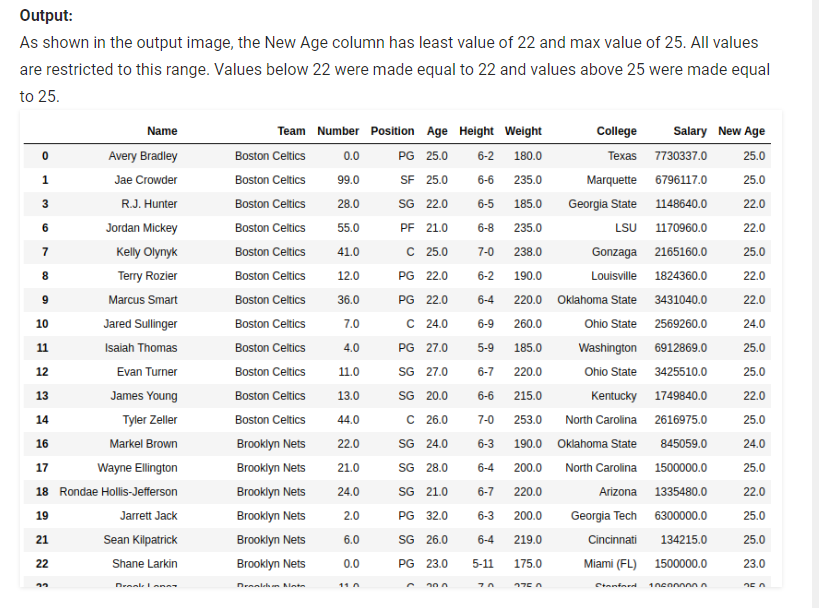 Output:
As shown in the output image, the New Age column has least value of 22 and max value of 25. All values
are restricted to this range. Values below 22 were made equal to 22 and values above 25 were made equal
to 25.
Name Team Number Position Age Height Weight College Salary New Age
0 Avery Bradley Boston Celtics 0.0 PG 25.0 6-2 180.0 Texas 7730337.0 25.0
1 Jae Crowder Boston Celtics 99.0 SF 25.0 6-6 235.0 Marquette 6796117.0 25.0
3 R.J. Hunter Boston Celtics 28.0 SG 22.0 6-5 185.0 Georgia State 1148640.0 22.0
6 Jordan Mickey Boston Celtics 55.0 PF 21.0 6-8 235.0 LSU 1170960.0 22.0
7 Kelly Olynyk Boston Celtics 41.0 C 25.0 7-0 238.0 Gonzaga 2165160.0 25.0
8 Terry Rozier Boston Celtics 12.0 PG 22.0 6-2 190.0 Louisville 1824360.0 22.0
9 Marcus Smart Boston Celtics 36.0 PG 22.0 6-4 220.0 Oklahoma State 3431040.0 22.0
10 Jared Sullinger Boston Celtics 7.0 C 24.0 6-9 260.0 Ohio State 2569260.0 24.0
11 Isaiah Thomas Boston Celtics 4.0 PG 27.0 5-9 185.0 Washington 6912869.0 25.0
12 Evan Turner Boston Celtics 11.0 SG 27.0 6-7 220.0 Ohio State 3425510.0 25.0
13 James Young Boston Celtics 13.0 SG 20.0 6-6 215.0 Kentucky 1749840.0 22.0
14 Tyler Zeller Boston Celtics 44.0 C 26.0 7-0 253.0 North Carolina 2616975.0 25.0
16 Markel Brown Brooklyn Nets 22.0 SG 24.0 6-3 190.0 Oklahoma State 845059.0 24.0
17 Wayne Ellington Brooklyn Nets 21.0 SG 28.0 6-4 200.0 North Carolina 1500000.0 25.0
18 Rondae Hollis-Jefferson Brooklyn Nets 24.0 SG 21.0 6-7 220.0 Arizona 1335480.0 22.0
19 Jarrett Jack Brooklyn Nets 2.0 PG 32.0 6-3 200.0 Georgia Tech 6300000.0 25.0
21 Sean Kilpatrick Brooklyn Nets 6.0 SG 26.0 6-4 219.0 Cincinnati 134215.0 25.0
22 Shane Larkin Brooklyn Nets 0.0 PG 23.0 5-11 175.0 Miami (FL) 1500000.0 23.0